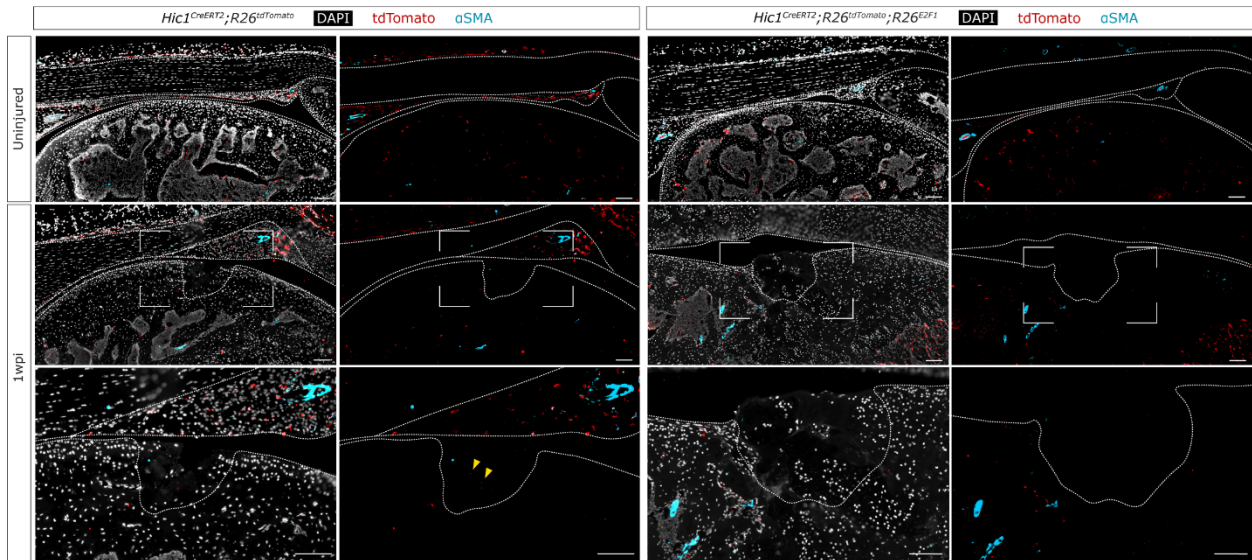 Hic1CreERT2;R26tdTomato DAPI tdTomato αSMA
Hic1CreERT2;R26tdTomato;R26E2F1 DAPI tdTomato αSMA
Uninjured
1wpi